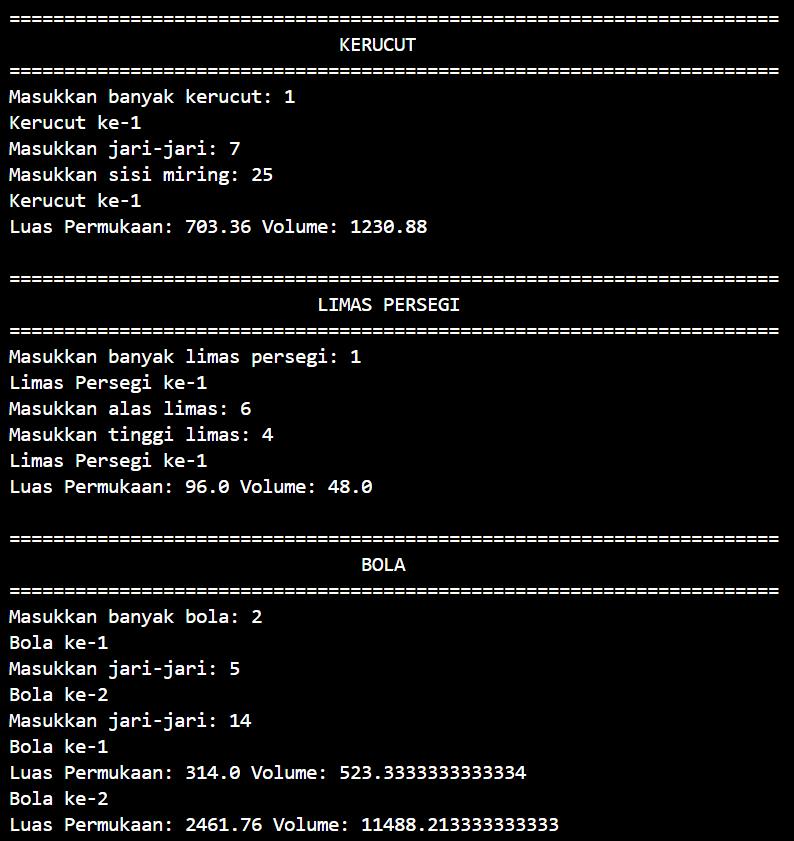 ======================================================================
KERUCUT
======================================================================
Masukkan banyak kerucut: 1
Kerucut ke-1
Masukkan jari-jari: 7
Masukkan sisi miring: 25
Kerucut ke-1
Luas Permukaan: 703.36 Volume: 1230.88
======================================================================
LIMAS PERSEGI
======================================================================
Masukkan banyak limas persegi: 1
Limas Persegi ke-1
Masukkan alas limas: 6
Masukkan tinggi limas: 4
Limas Persegi ke-1
Luas Permukaan: 96.0 Volume: 48.0
======================================================================
BOLA
======================================================================
Masukkan banyak bola: 2
Bola ke-1
Masukkan jari-jari: 5
Bola ke-2
Masukkan jari-jari: 14
Bola ke-1
Luas Permukaan: 314.0 Volume: 523.3333333333334
Bola ke-2
Luas Permukaan: 2461.76 Volume: 11488.213333333333